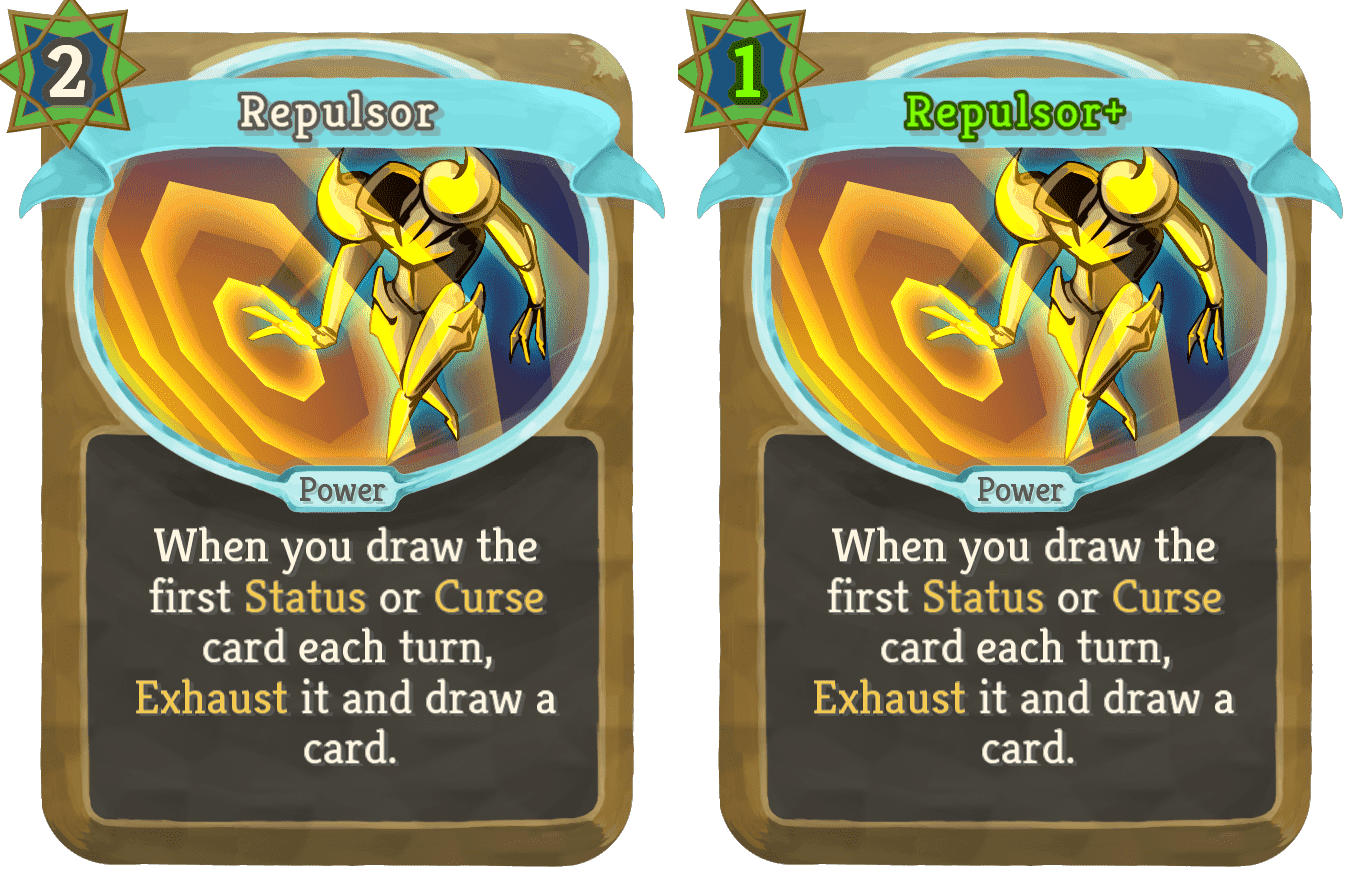 2
Repulsor
Power
When you draw the
first Status or Curse
card each turn,
Exhaust it and draw a
card.
1
Repulsor+
Power
When you draw the
first Status or Curse
card each turn,
Exhaust it and draw a
card.